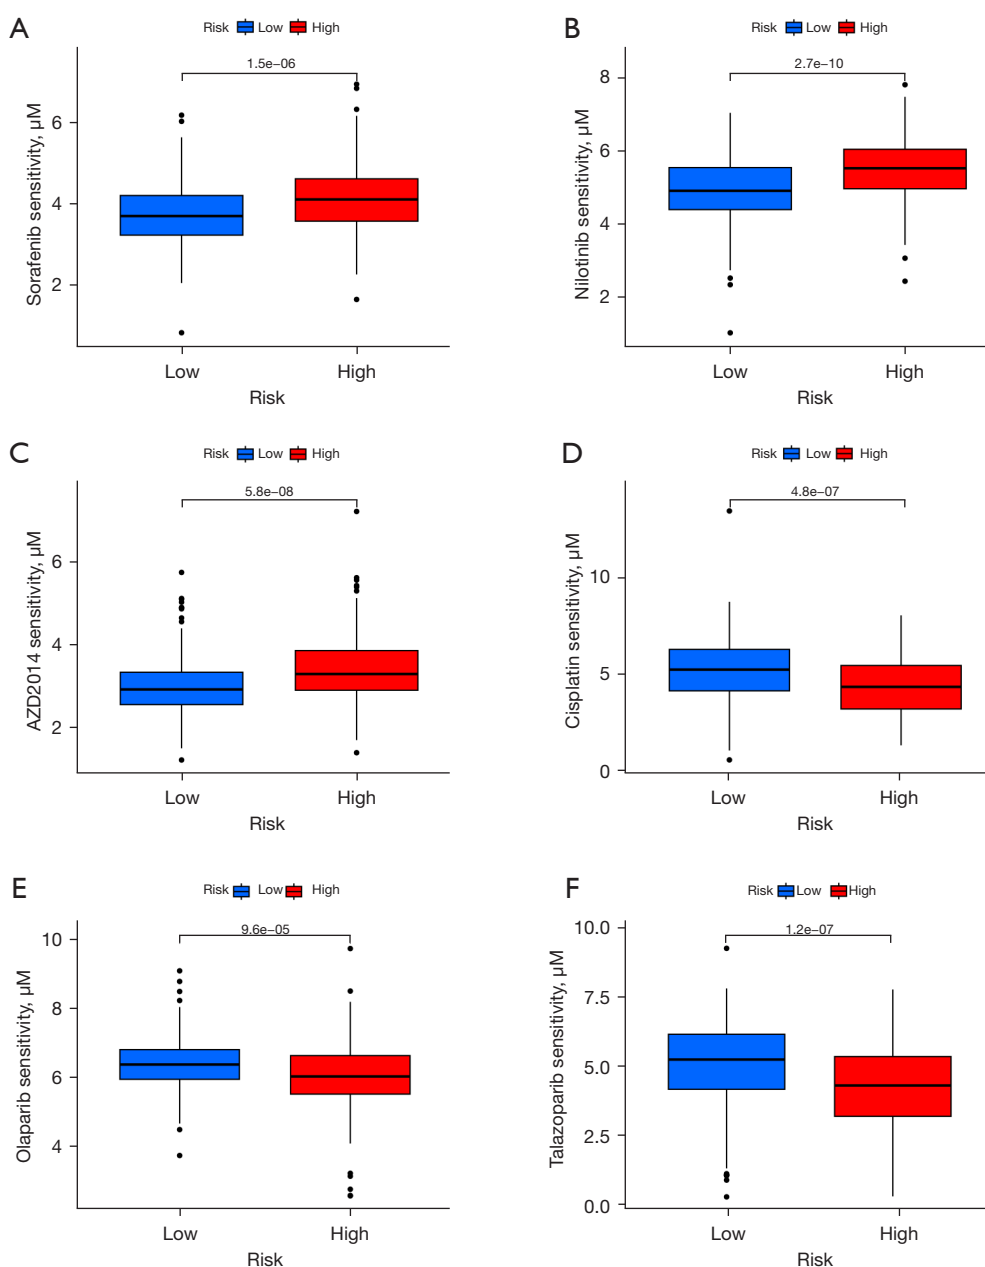 A
Risk Low High
1.5e−06
Sorafenib sensitivity, μM
6
4
2
Low High
Risk
B
Risk Low High
2.7e−10
Nilotinib sensitivity, μM
8
6
4
2
Low High
Risk
C
Risk Low High
5.8e−08
AZD2014 sensitivity, μM
6
4
2
Low High
Risk
D
Risk Low High
4.8e−07
Cisplatin sensitivity, μM
10
5
0
Low High
Risk
E
Risk Low High
9.6e−05
Olaparib sensitivity, μM
10
8
6
4
Low High
Risk
F
Risk Low High
1.2e−07
Talazoparib sensitivity, μM
10.0
7.5
5.0
2.5
0.0
Low High
Risk